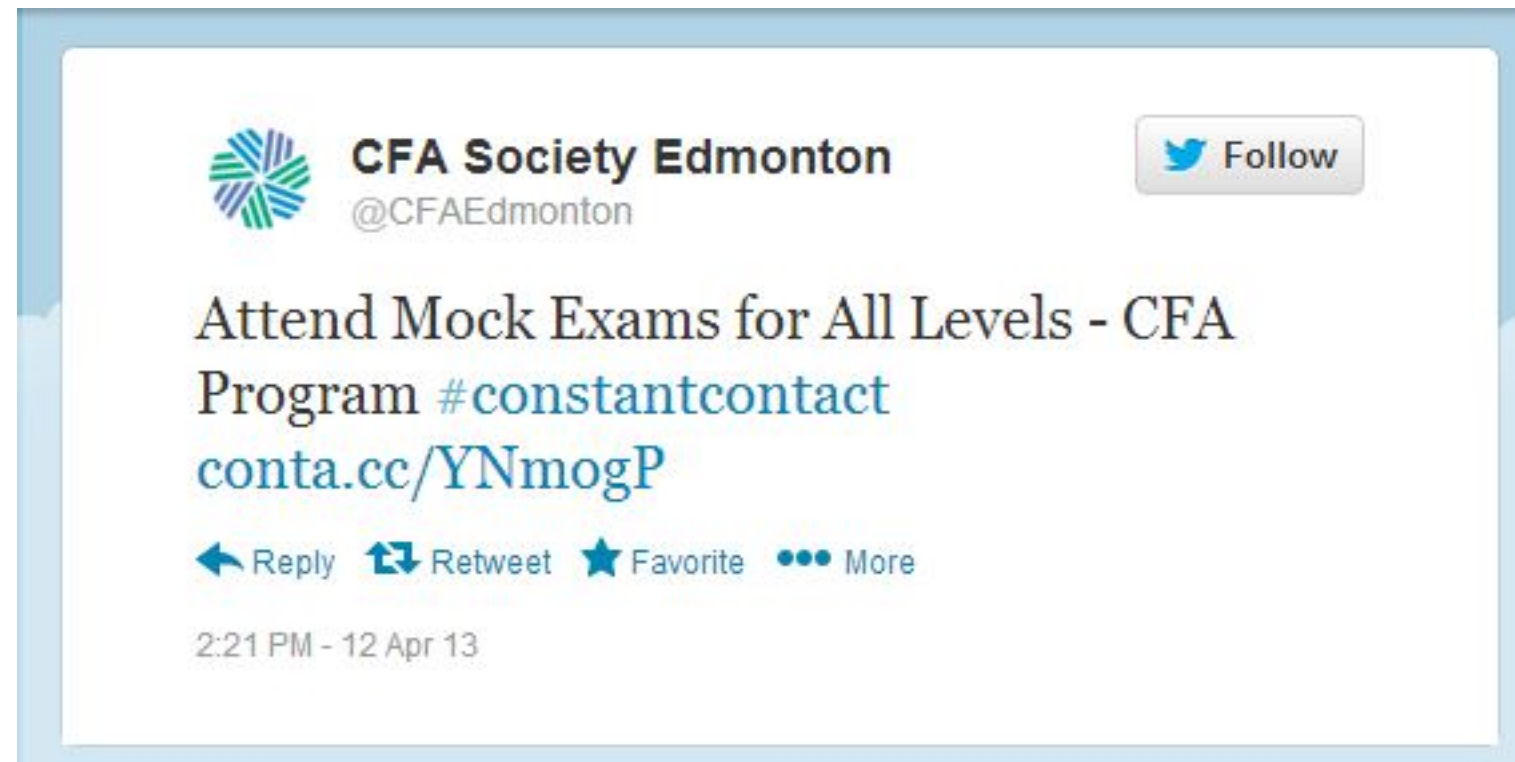 CFA Society Edmonton
Follow
@CFAEdmonton
Attend Mock Exams for All Levels - CFA
Program #constantcontact
conta.cc/YNmogP
Reply Retweet Favorite More
2:21 PM - 12 Apr 13